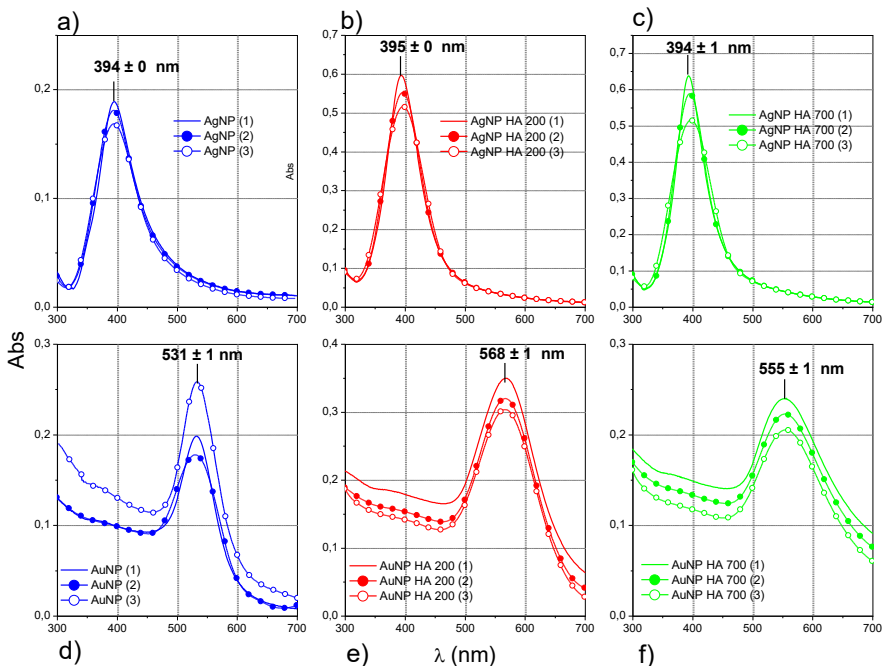 a)
0,2
0,1
0,0
300 400 500 600 700
394 ± 0 nm
AgNP (1)
AgNP (2)
AgNP (3)
b)
0,7
0,6
0,5
0,4
0,3
0,2
0,1
0,0
300 400 500 600 700
Abs
395 ± 0 nm
AgNP HA 200 (1)
AgNP HA 200 (2)
AgNP HA 200 (3)
c)
0,7
0,6
0,5
0,4
0,3
0,2
0,1
0,0
300 400 500 600 700
394 ± 1 nm
AgNP HA 700 (1)
AgNP HA 700 (2)
AgNP HA 700 (3)
Abs
0,3
0,2
0,1
0,0
300 400 500 600 700
531 ± 1 nm
AuNP (1)
AuNP (2)
AuNP (3)
d)
0,4
0,3
0,2
0,1
0,0
300 400 500 600 700
568 ± 1 nm
AuNP HA 200 (1)
AuNP HA 200 (2)
AuNP HA 200 (3)
e)
λ (nm)
0,3
0,2
0,1
0,0
300 400 500 600 700
555 ± 1 nm
AuNP HA 700 (1)
AuNP HA 700 (2)
AuNP HA 700 (3)
f)